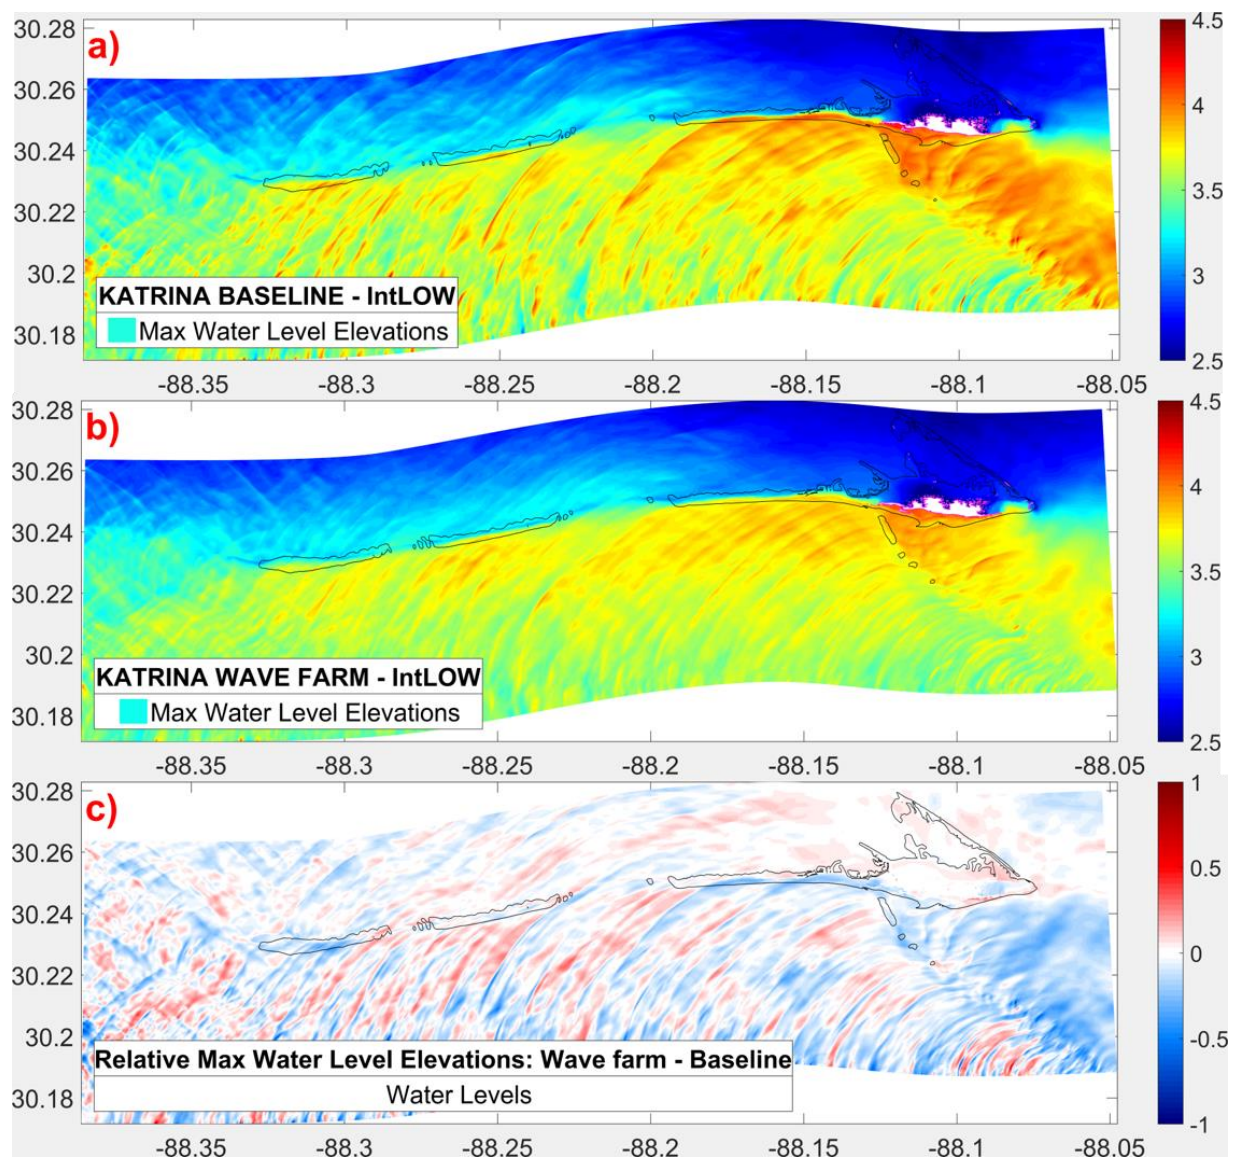 a)
30.28
30.26
30.24
30.22
30.2
30.18
KATRINA BASELINE - IntLOW
Max Water Level Elevations
-88.35 -88.3 -88.25 -88.2 -88.15 -88.1 -88.05
4.5
4
3.5
3
2.5
b)
30.28
30.26
30.24
30.22
30.2
30.18
KATRINA WAVE FARM - IntLOW
Max Water Level Elevations
-88.35 -88.3 -88.25 -88.2 -88.15 -88.1 -88.05
4.5
4
3.5
3
2.5
c)
30.28
30.26
30.24
30.22
30.2
30.18
Relative Max Water Level Elevations: Wave farm - Baseline
Water Levels
-88.35 -88.3 -88.25 -88.2 -88.15 -88.1 -88.05
1
0.5
0
-0.5
-1